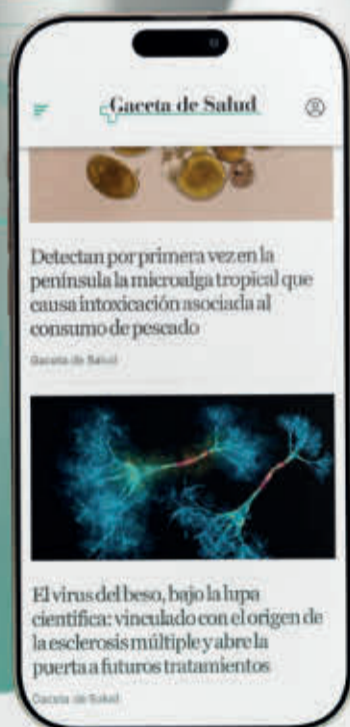 Gaceta de Salud
Detectan por primera vez en la
península la microalga tropical que
causa intoxicación asociada al
consumo de pescado
Gaceta de Salud
El virus del beso, bajo la lupa
científica: vinculado con el origen de
la esclerosis múltiple y abre la
puerta a futuros tratamientos
Gaceta de Salud